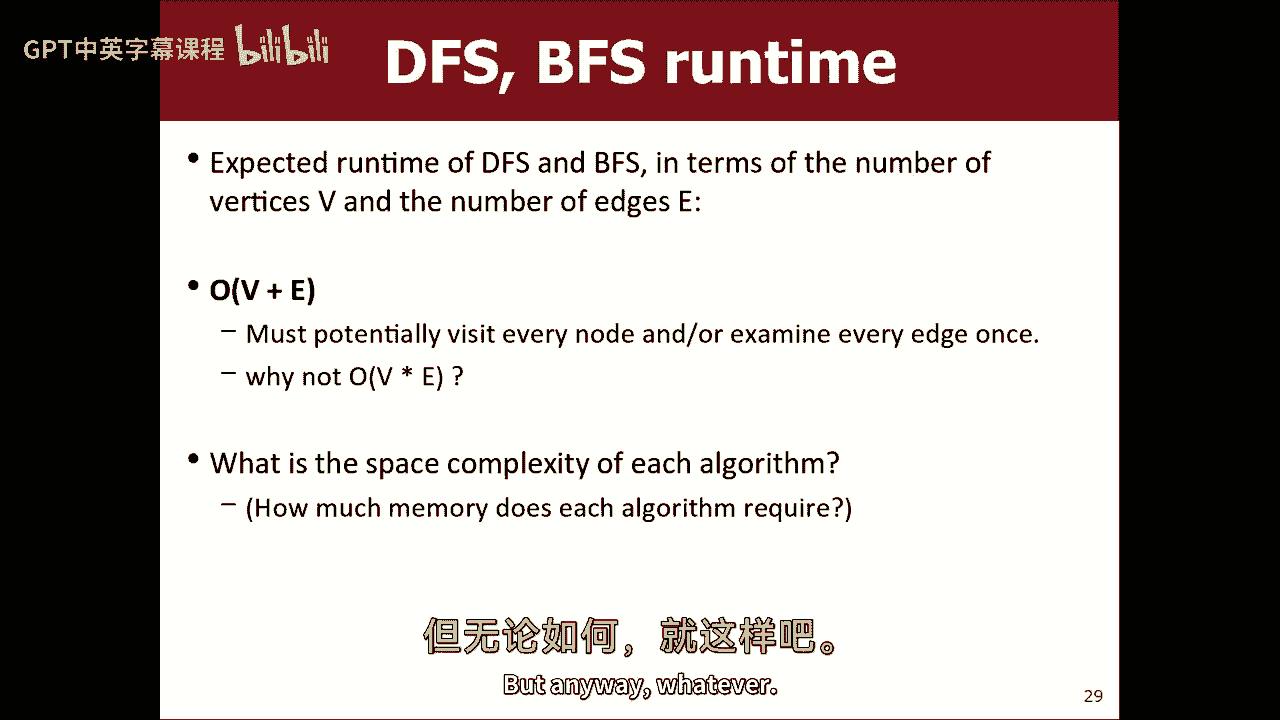 GPT中英字幕课程 bilibili
DFS, BFS runtime
• Expected runtime of DFS and BFS, in terms of the number of
vertices V and the number of edges E:
• O(V + E)
– Must potentially visit every node and/or examine every edge once.
– why not O(V * E) ?
• What is the space complexity of each algorithm?
– (How much memory does each algorithm require?)
但无论如何，就这样吧。
But anyway, whatever.
29